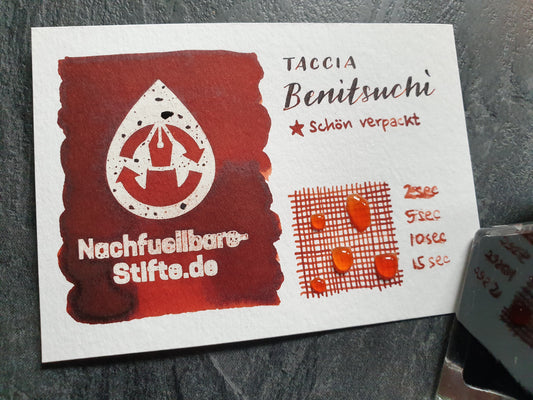 TACCIA
Benitsuchi
★ Schön verpackt
Nachfuellbare-
Stifte.de
2sec
5sec
10sec
15sec